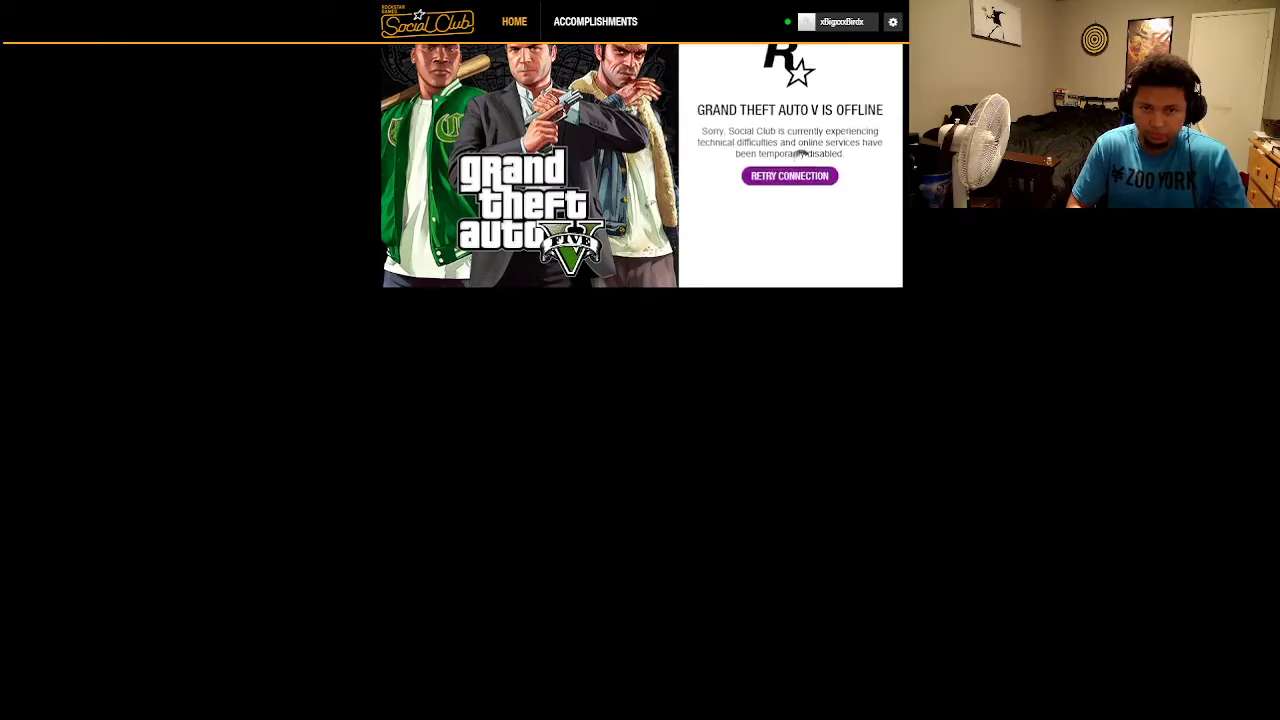 ROCKSTAR
GAMES
Social Club
HOME
ACCOMPLISHMENTS
xBigxxxBirdx
R
GRAND THEFT AUTO V IS OFFLINE
Sorry, Social Club is currently experiencing
technical difficulties and online services have
been temporarily disabled.
RETRY CONNECTION
grand
theft
auto
V
FIVE
ZOO YORK